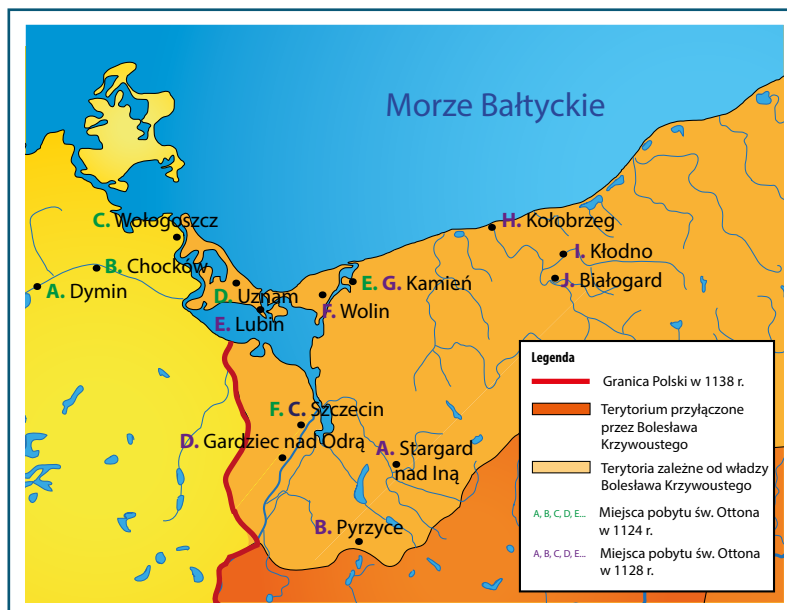 Morze Bałtyckie
C. Wołogoszcz
H. Kołobrzeg
I. Kłodno
B. Chocków
E. G. Kamień
J. Białogard
A. Dymin
D. Uznam
F. Wolin
E. Lubin
F. C. Szczecin
D. Gardziec nad Odrą
A. Stargard
nad Iną
B. Pyrzyce
Legenda
Granica Polski w 1138 r.
Terytorium przyłączone
przez Bolesława
Krzywoustego
Terytoria zależne od władzy
Bolesława Krzywoustego
A, B, C, D, E... Miejsca pobytu św. Ottona
w 1124 r.
A, B, C, D, E... Miejsca pobytu św. Ottona
w 1128 r.